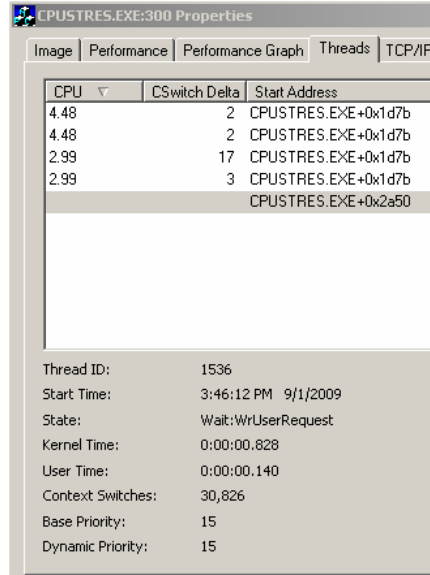 CPUSTRES.EXE:300 Properties
Image Performance Performance Graph Threads TCP/IP
CPU CSwitch Delta Start Address
4.48 2 CPUSTRES.EXE+0x1d7b
4.48 2 CPUSTRES.EXE+0x1d7b
2.99 17 CPUSTRES.EXE+0x1d7b
2.99 3 CPUSTRES.EXE+0x1d7b
CPUSTRES.EXE+0x2a50
Thread ID: 1536
Start Time: 3:46:12 PM 9/1/2009
State: Wait:WrUserRequest
Kernel Time: 0:00:00.828
User Time: 0:00:00.140
Context Switches: 30,826
Base Priority: 15
Dynamic Priority: 15